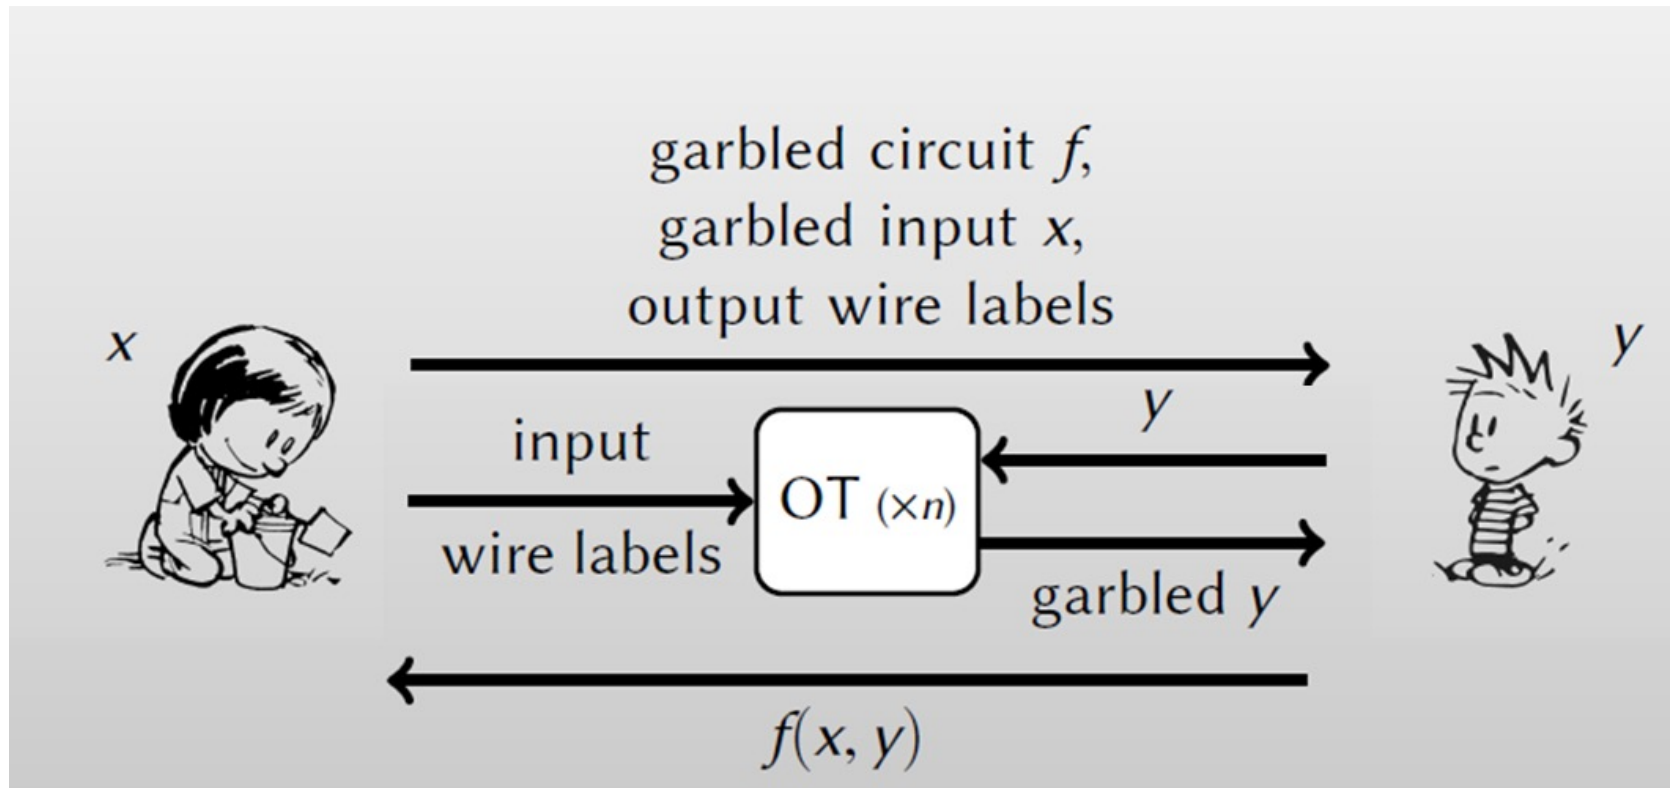 garbled circuit f,
garbled input x,
output wire labels
x
y
y
input
OT (×n)
wire labels
garbled y
f(x, y)